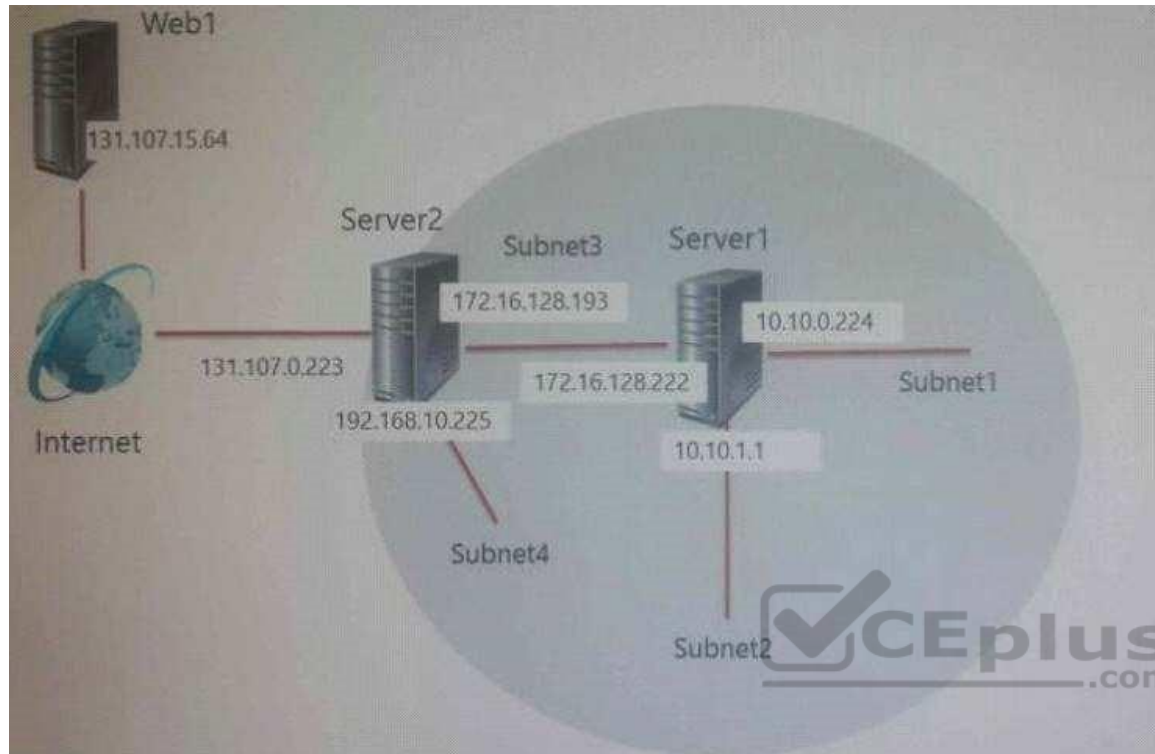 Web1
131.107.15.64
Server2
Subnet3
Server1
172.16.128.193
10.10.0.224
131.107.0.223
172.16.128.222
Subnet1
192.168.10.225
Internet
10.10.1.1
Subnet4
Subnet2
CEplus
.com